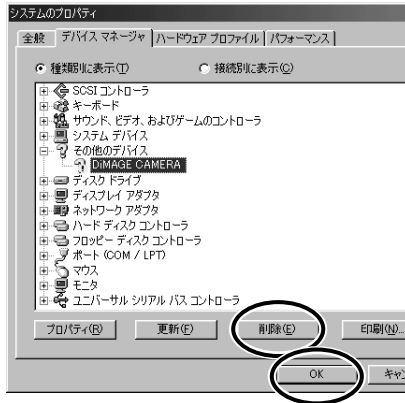 システムのプロパティ
全般 デバイス マネージャ ハードウェア プロファイル パフォーマンス
種類別に表示(T) 接続別に表示(C)
SCSI コントローラ
キーボード
サウンド、ビデオ、およびゲームのコントローラ
システム デバイス
その他のデバイス
DiMAGE CAMERA
ディスク ドライブ
ディスプレイ アダプタ
ネットワーク アダプタ
ハード ディスク コントローラ
フロッピー ディスク コントローラ
ポート (COM / LPT)
マウス
モニタ
ユニバーサル シリアル バス コントローラ
プロパティ(R) 更新(F) 削除(E) 印刷(N)...
OK キャン